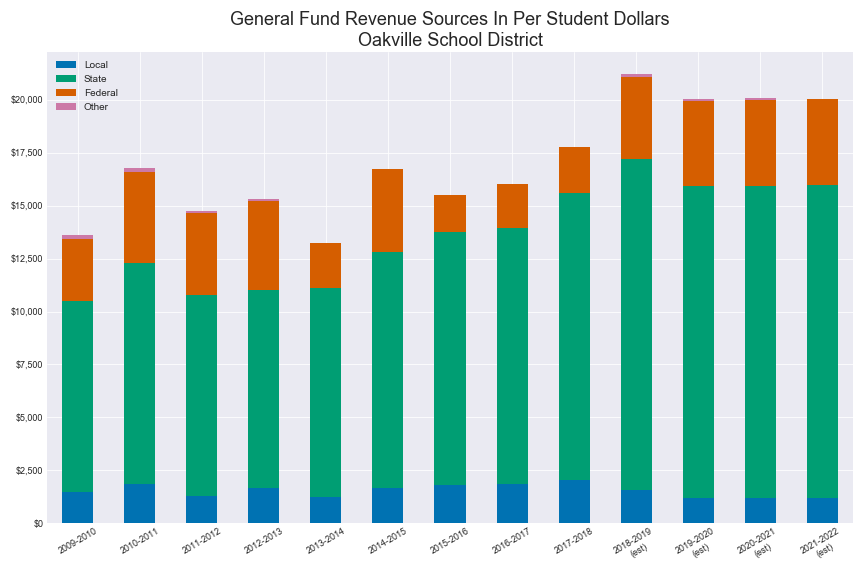 General Fund Revenue Sources In Per Student Dollars
Oakville School District
Local
State
Federal
Other
$20,000
$17,500
$15,000
$12,500
$10,000
$7,500
$5,000
$2,500
$0
2009-2010
2010-2011
2011-2012
2012-2013
2013-2014
2014-2015
2015-2016
2016-2017
2017-2018
2018-2019
(est)
2019-2020
(est)
2020-2021
(est)
2021-2022
(est)